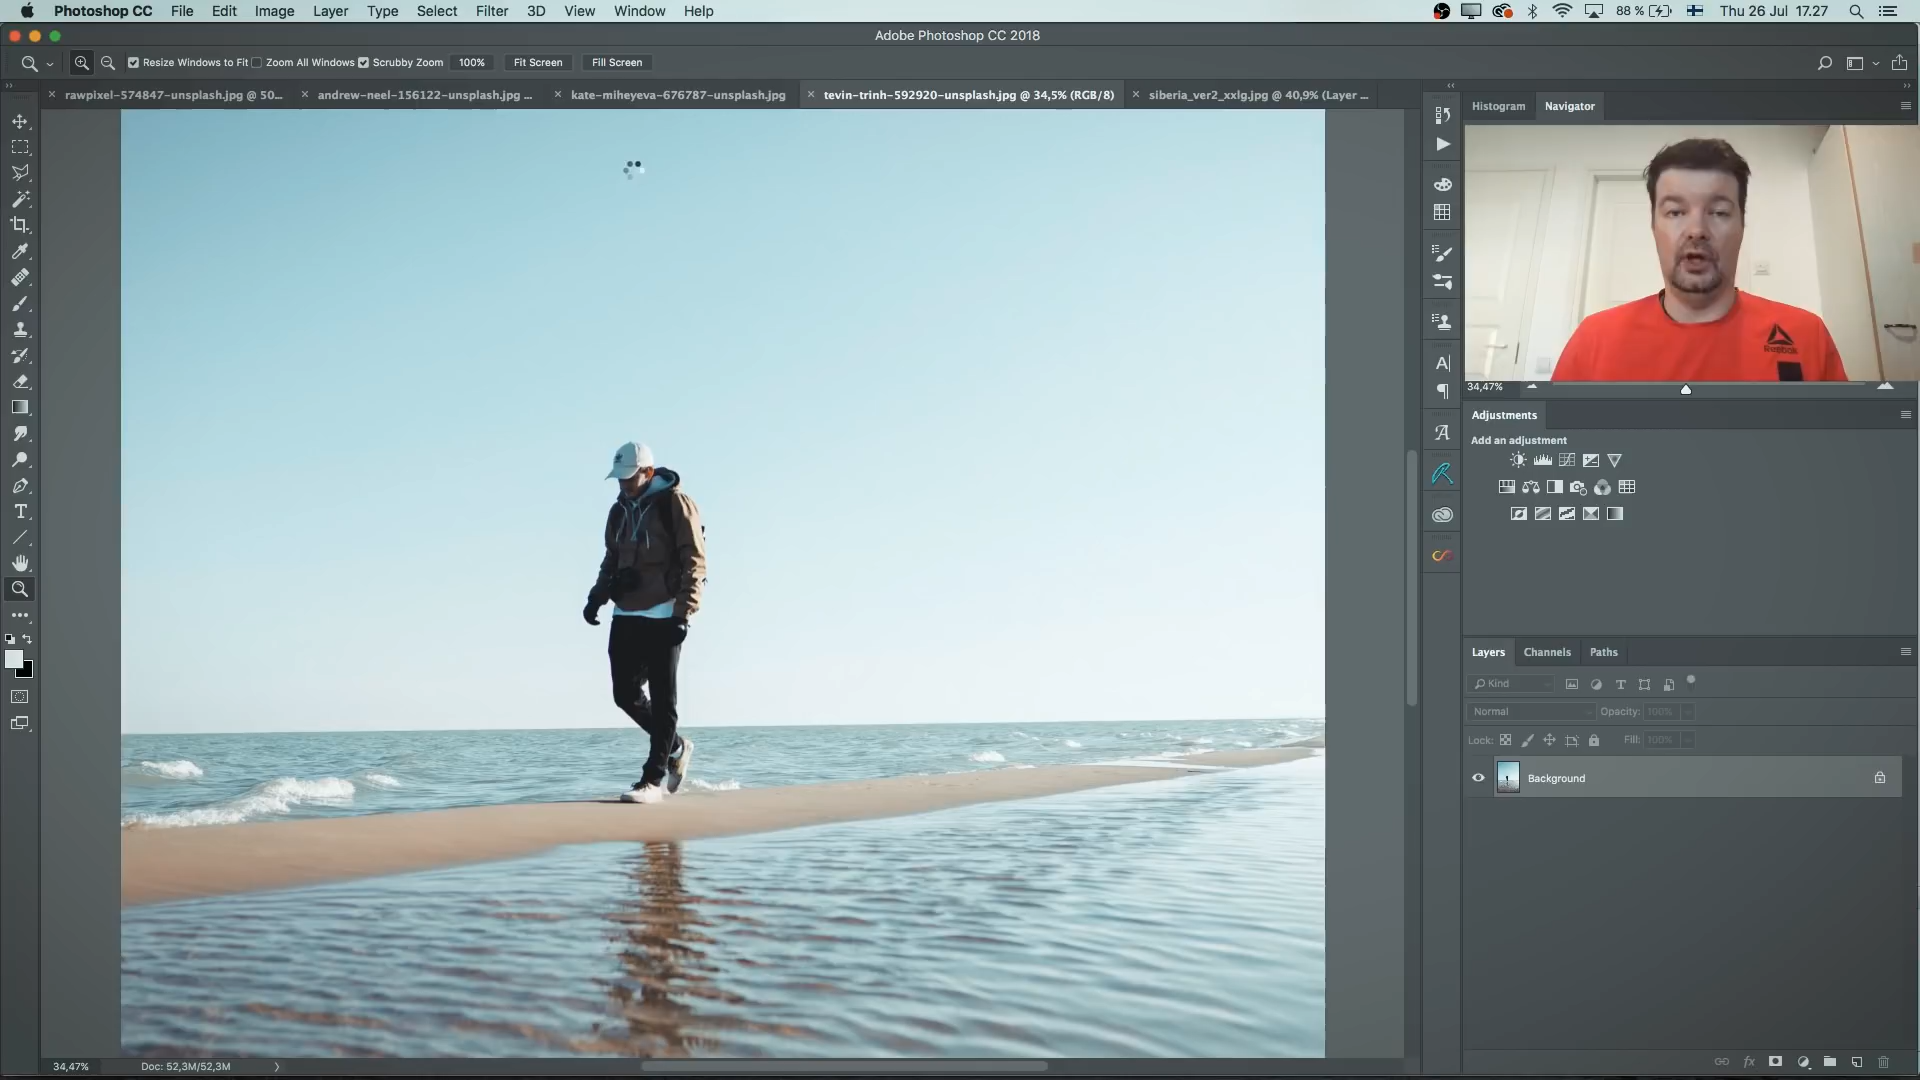 Photoshop CC File Edit Image Layer Type Select Filter 3D View Window Help 88 % Thu 26 Jul 17.27
Adobe Photoshop CC 2018
Resize Windows to Fit Zoom All Windows Scrubby Zoom 100% Fit Screen Fill Screen
rawpixel-574847-unsplash.jpg @ 50... andrew-neel-156122-unsplash.jpg ... kate-miheyeva-676787-unsplash.jpg tevin-trinh-592920-unsplash.jpg @ 34,5% (RGB/8) siberia_ver2_xxlg.jpg @ 40,9% (Layer ...
Histogram Navigator
Reebok
34,47%
Adjustments
Add an adjustment
Layers Channels Paths
Kind
Normal Opacity: 100%
Lock: Fill: 100%
Background
34,47% Doc: 52,3M/52,3M